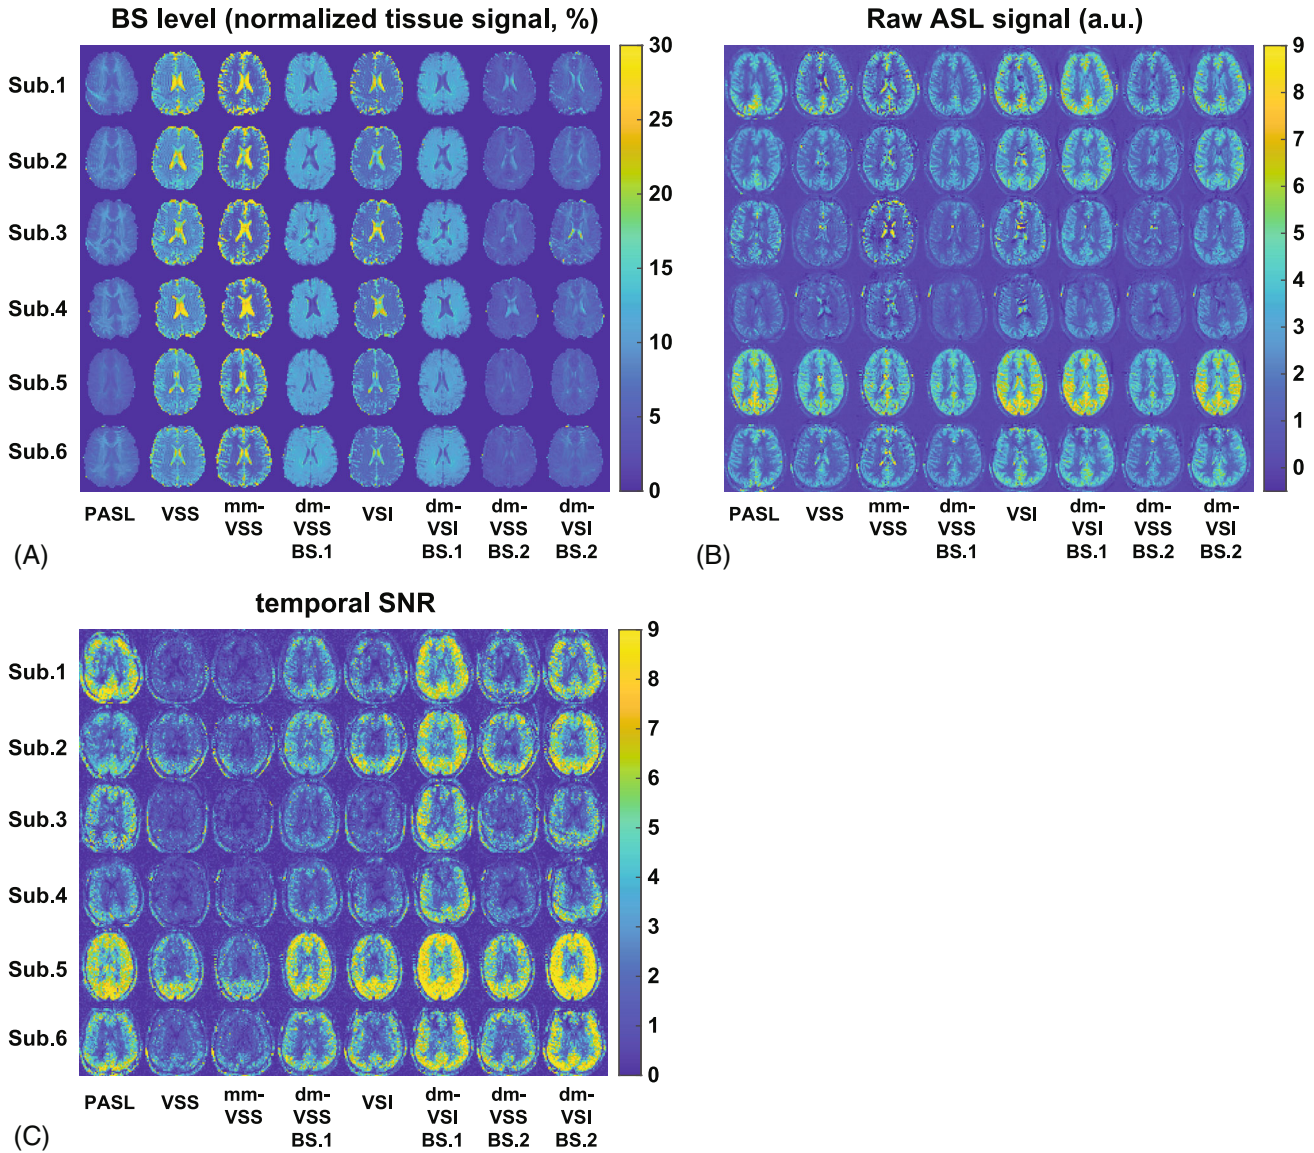 BS level (normalized tissue signal, %)
Sub.1
Sub.2
Sub.3
Sub.4
Sub.5
Sub.6
30
25
20
15
10
5
0
PASL
VSS
mm-
VSS
dm-
VSS
BS.1
VSI
dm-
VSI
BS.1
dm-
VSS
BS.2
dm-
VSI
BS.2
(A)
Raw ASL signal (a.u.)
9
8
7
6
5
4
3
2
1
0
PASL
VSS
mm-
VSS
dm-
VSS
BS.1
VSI
dm-
VSI
BS.1
dm-
VSS
BS.2
dm-
VSI
BS.2
(B)
temporal SNR
Sub.1
Sub.2
Sub.3
Sub.4
Sub.5
Sub.6
9
8
7
6
5
4
3
2
1
0
PASL
VSS
mm-
VSS
dm-
VSS
BS.1
VSI
dm-
VSI
BS.1
dm-
VSS
BS.2
dm-
VSI
BS.2
(C)